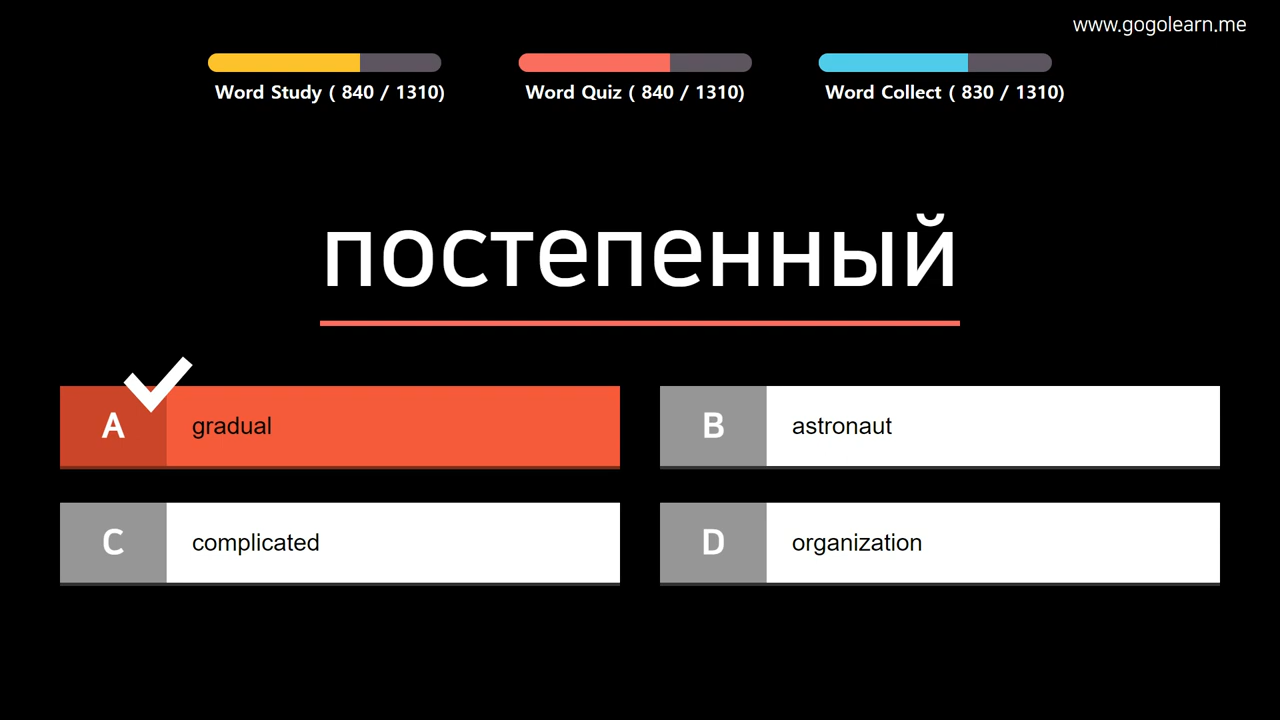 www.gogolearn.me
Word Study ( 840 / 1310)
Word Quiz ( 840 / 1310)
Word Collect ( 830 / 1310)
постепенный
A gradual
B astronaut
C complicated
D organization